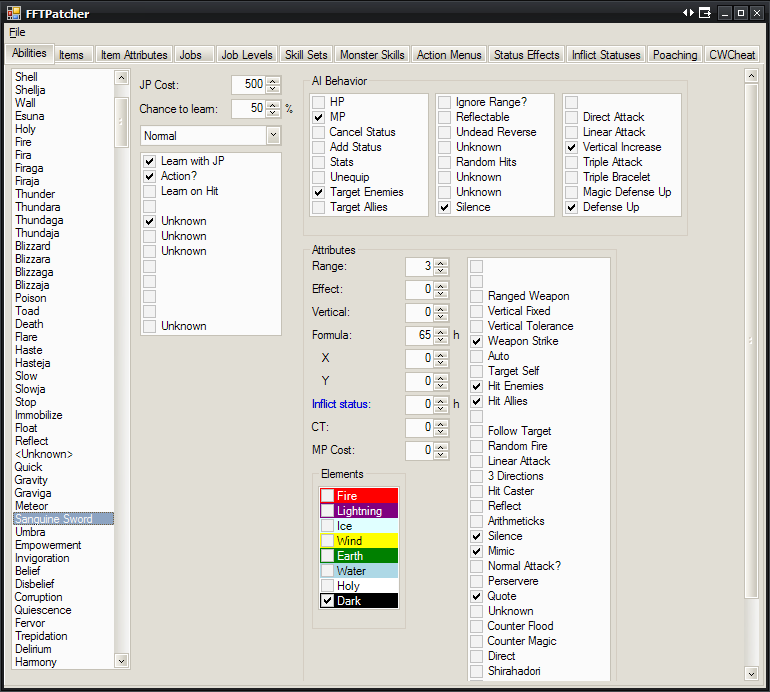 FFTPatcher
File
Abilities Items Item Attributes Jobs Job Levels Skill Sets Monster Skills Action Menus Status Effects Inflict Statuses Poaching CWCheat
Shell
Shellja
Wall
Esuna
Holy
Fire
Fira
Firaga
Firaja
Thunder
Thundara
Thundaga
Thundaja
Blizzard
Blizzara
Blizzaga
Blizzaja
Poison
Toad
Death
Flare
Haste
Hasteja
Slow
Slowja
Stop
Immobilize
Float
Reflect
<Unknown>
Quick
Gravity
Graviga
Meteor
Sanguine Sword
Umbra
Empowerment
Invigoration
Belief
Disbelief
Corruption
Quiescence
Fervor
Trepidation
Delirium
Harmony
JP Cost: 500
Chance to learn: 50 %
Normal
Learn with JP
Action?
Learn on Hit
Unknown
Unknown
Unknown
Unknown
AI Behavior
HP
MP
Cancel Status
Add Status
Stats
Unequip
Target Enemies
Target Allies
Ignore Range?
Reflectable
Undead Reverse
Unknown
Random Hits
Unknown
Unknown
Silence
Direct Attack
Linear Attack
Vertical Increase
Triple Attack
Triple Bracelet
Magic Defense Up
Defense Up
Attributes
Range: 3
Effect: 0
Vertical: 0
Formula: 65 h
X 0
Y 0
Inflict status: 0 h
CT: 0
MP Cost: 0
Elements
Fire
Lightning
Ice
Wind
Earth
Water
Holy
Dark
Ranged Weapon
Vertical Fixed
Vertical Tolerance
Weapon Strike
Auto
Target Self
Hit Enemies
Hit Allies
Follow Target
Random Fire
Linear Attack
3 Directions
Hit Caster
Reflect
Arithmeticks
Silence
Mimic
Normal Attack?
Perservere
Quote
Unknown
Counter Flood
Counter Magic
Direct
Shirahadori